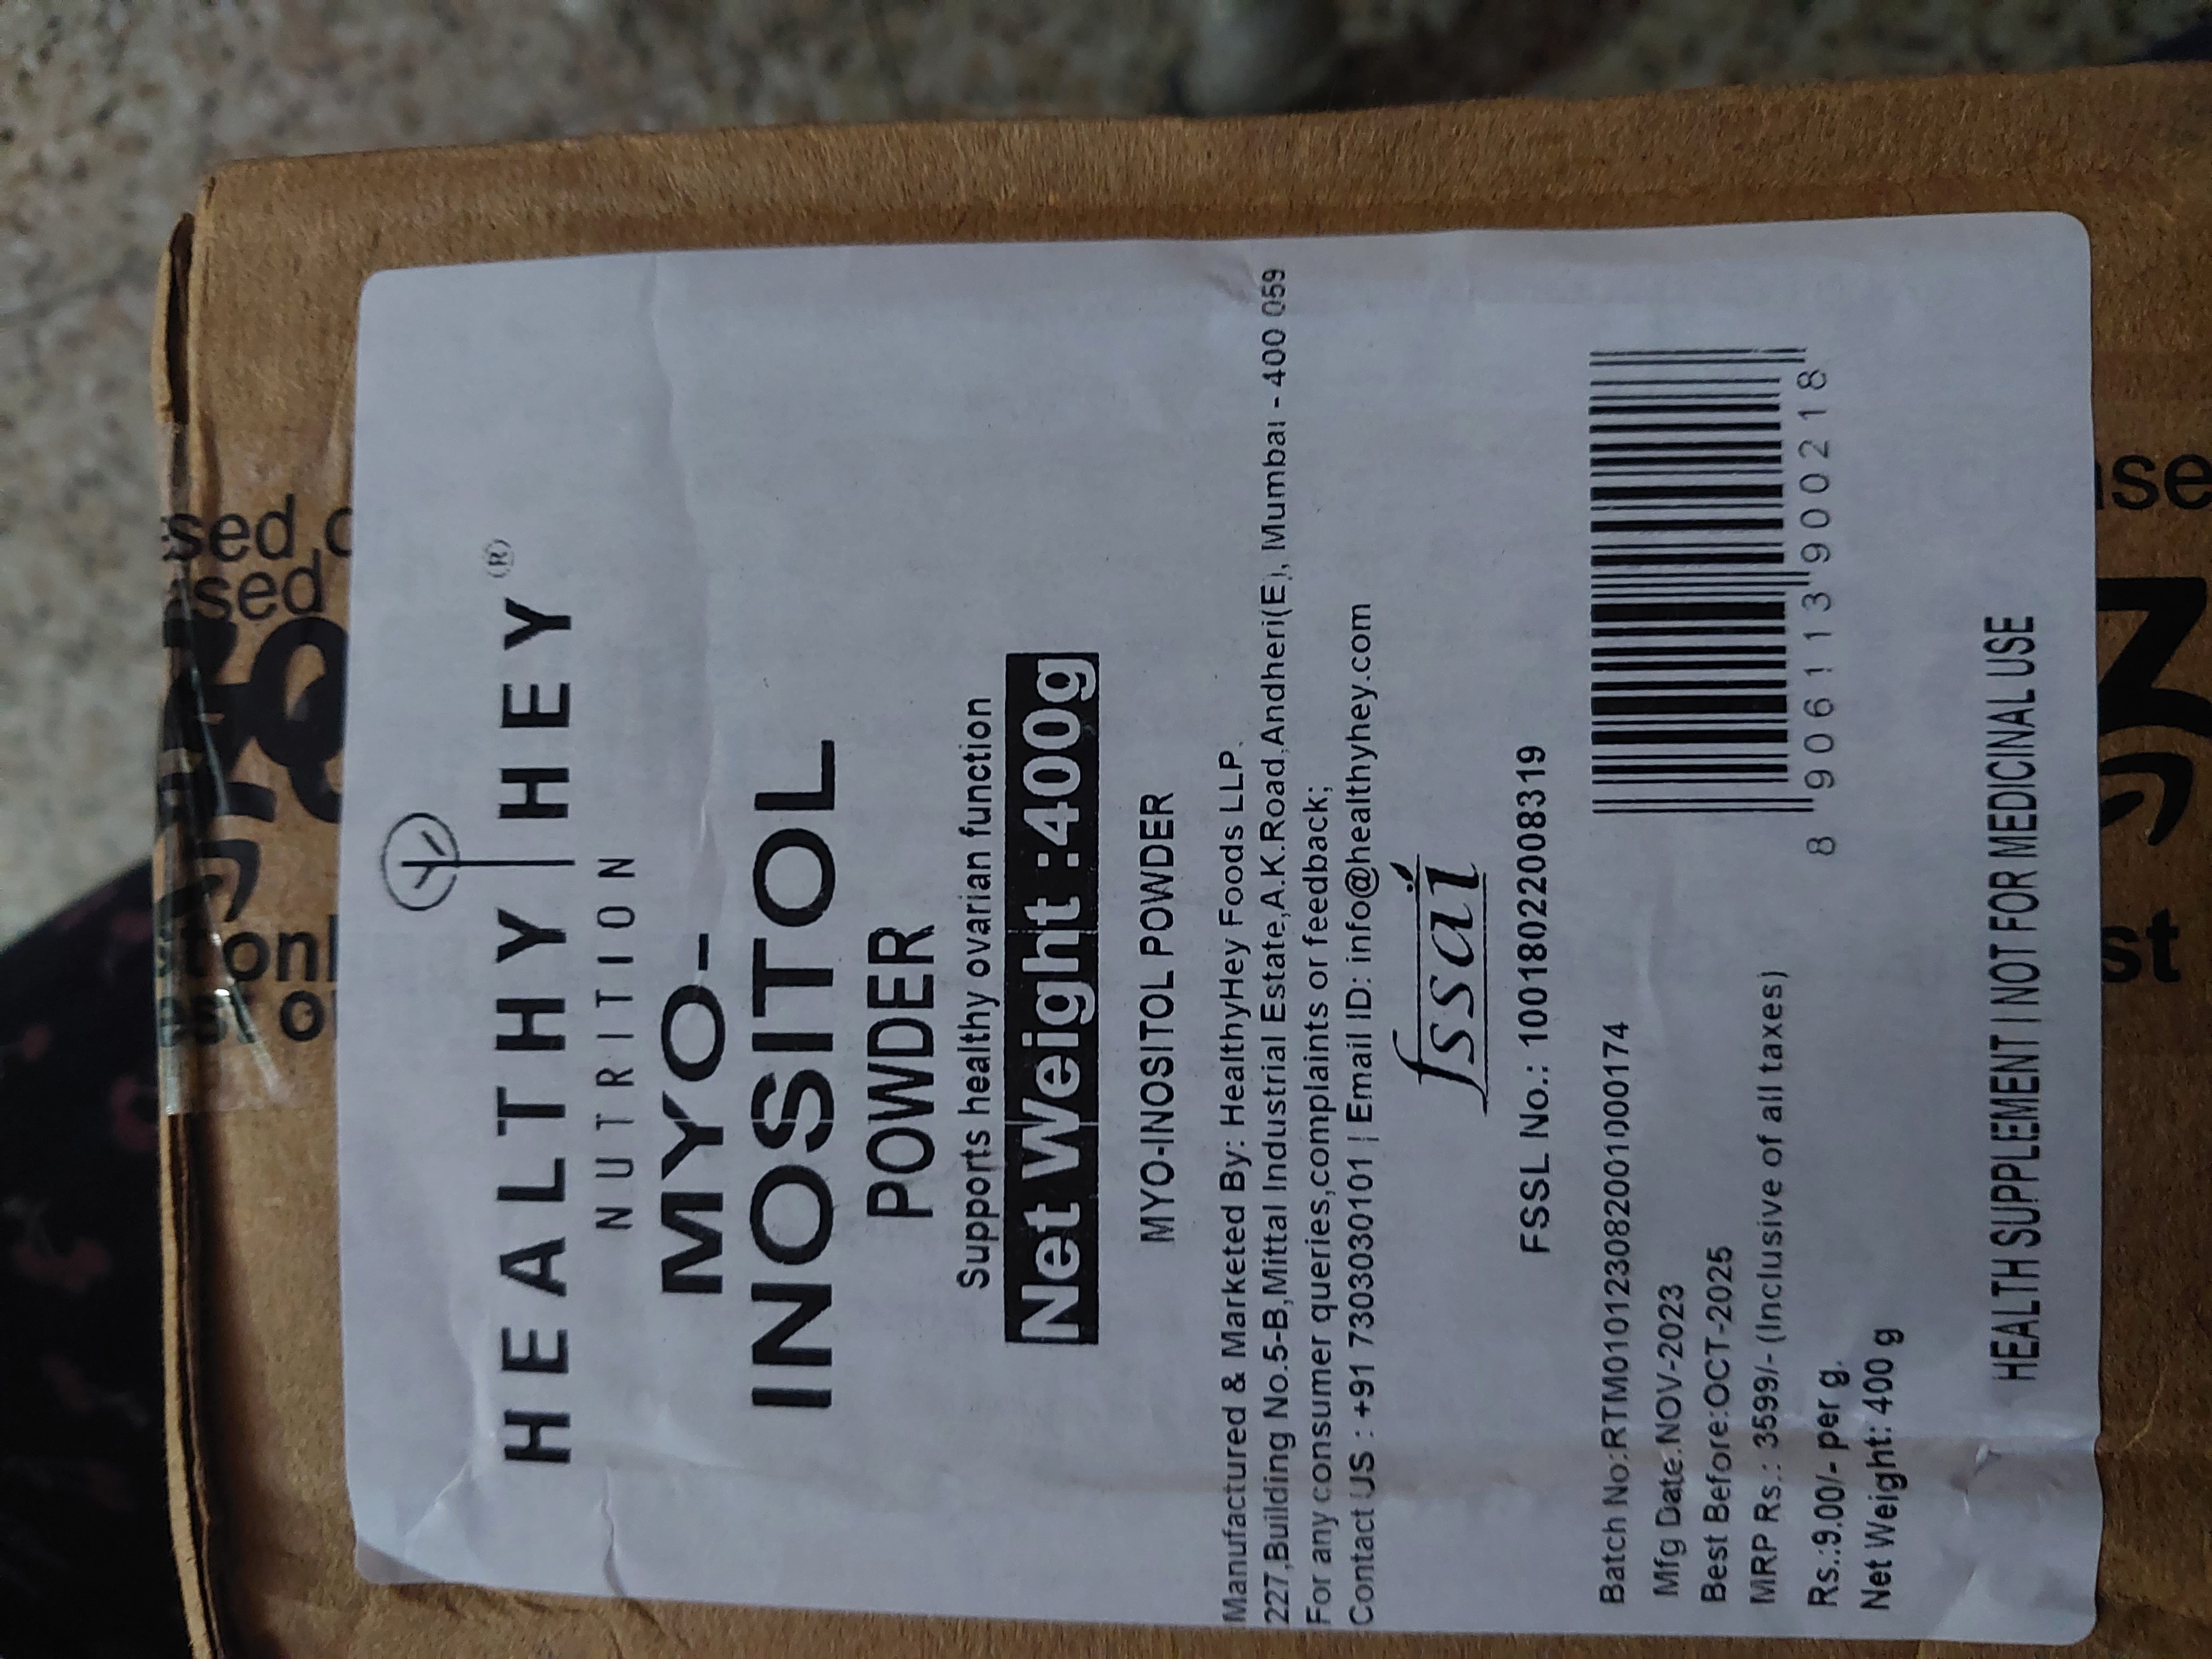 HEALTHY HEY ®
NUTRITION
MYO-
INOSITOL
POWDER
Supports healthy ovarian function
Net Weight :400g
MYO-INOSITOL POWDER
Manufactured & Marketed By: HealthyHey Foods LLP.
227,Building No.5-B,Mittal Industrial Estate,A.K.Road,Andheri(E), Mumbai - 400 059
For any consumer queries,complaints or feedback;
Contact US : +91 7303030101 | Email ID: info@healthyhey.com
fssai
FSSL No.: 10018022008319
Batch No:RTM010123082001000174
Mfg Date.NOV-2023
Best Before:OCT-2025
MRP Rs.: 3599/- (Inclusive of all taxes)
Rs.:9.00/- per g.
Net Weight: 400 g
8 906113 900218
HEALTH SUPPLEMENT | NOT FOR MEDICINAL USE